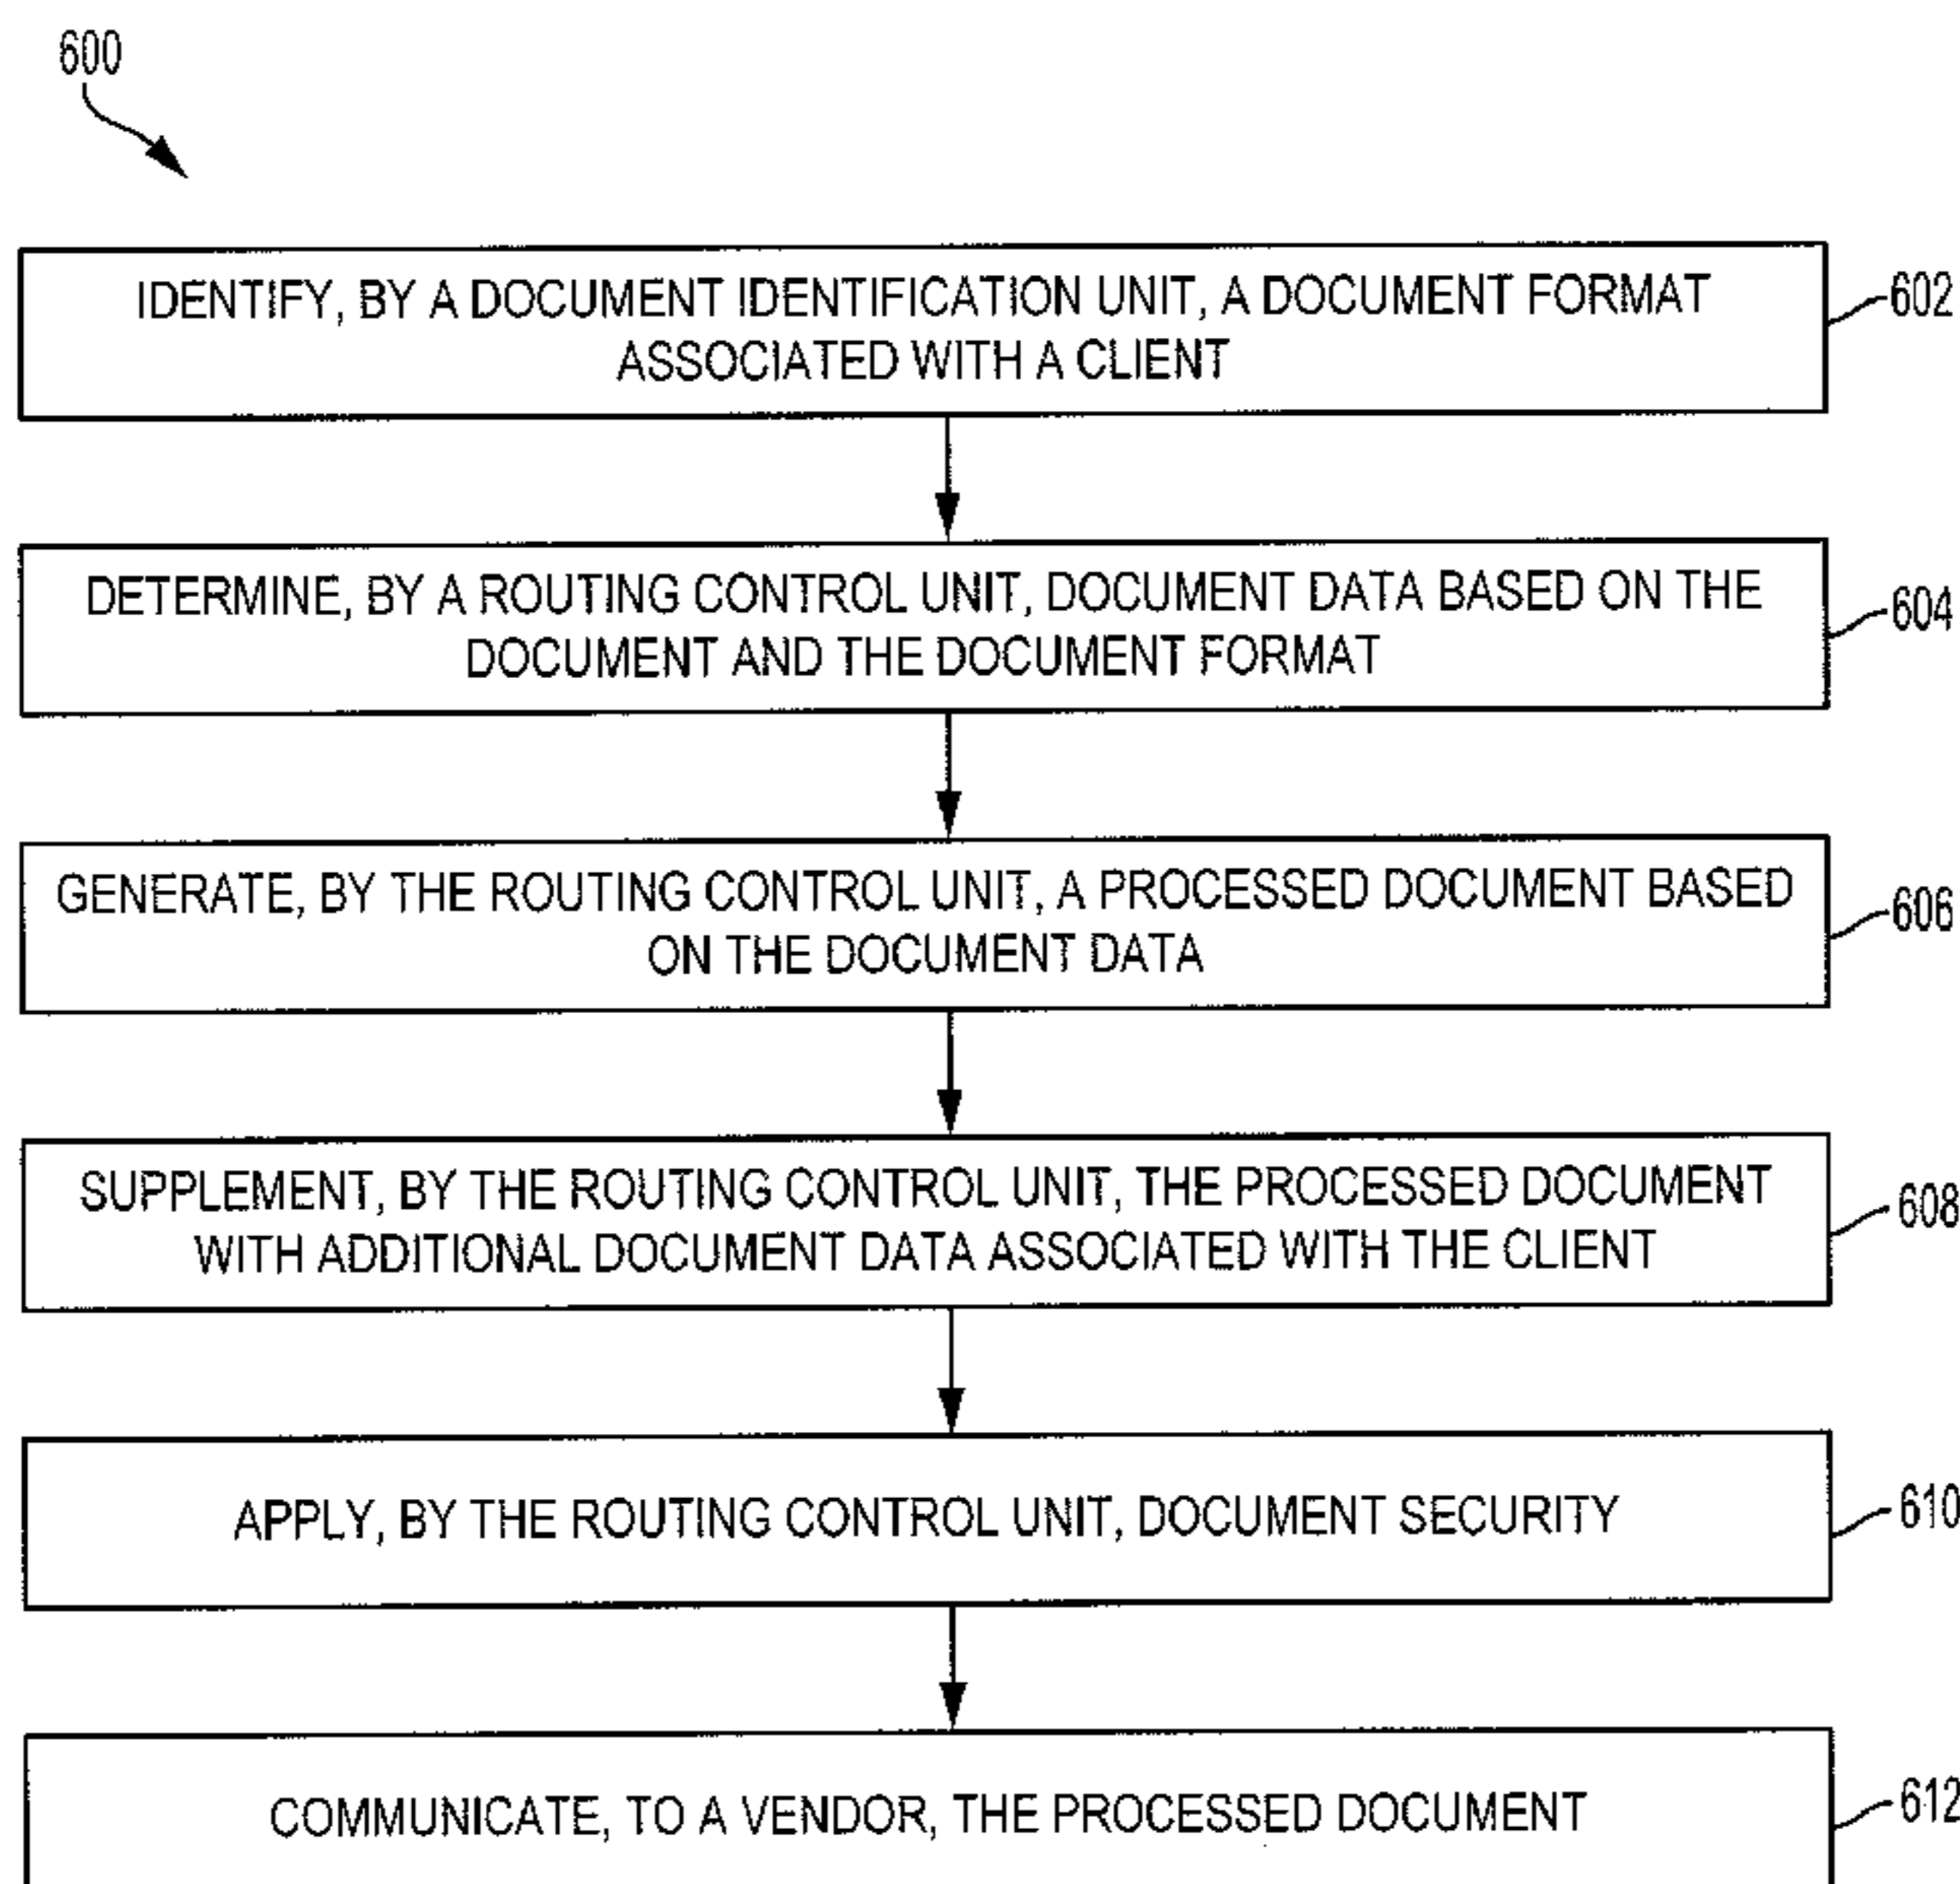 600
IDENTIFY, BY A DOCUMENT IDENTIFICATION UNIT, A DOCUMENT FORMAT
ASSOCIATED WITH A CLIENT
602
DETERMINE, BY A ROUTING CONTROL UNIT, DOCUMENT DATA BASED ON THE
DOCUMENT AND THE DOCUMENT FORMAT
604
GENERATE, BY THE ROUTING CONTROL UNIT, A PROCESSED DOCUMENT BASED
ON THE DOCUMENT DATA
606
SUPPLEMENT, BY THE ROUTING CONTROL UNIT, THE PROCESSED DOCUMENT
WITH ADDITIONAL DOCUMENT DATA ASSOCIATED WITH THE CLIENT
608
APPLY, BY THE ROUTING CONTROL UNIT, DOCUMENT SECURITY
610
COMMUNICATE, TO A VENDOR, THE PROCESSED DOCUMENT
612